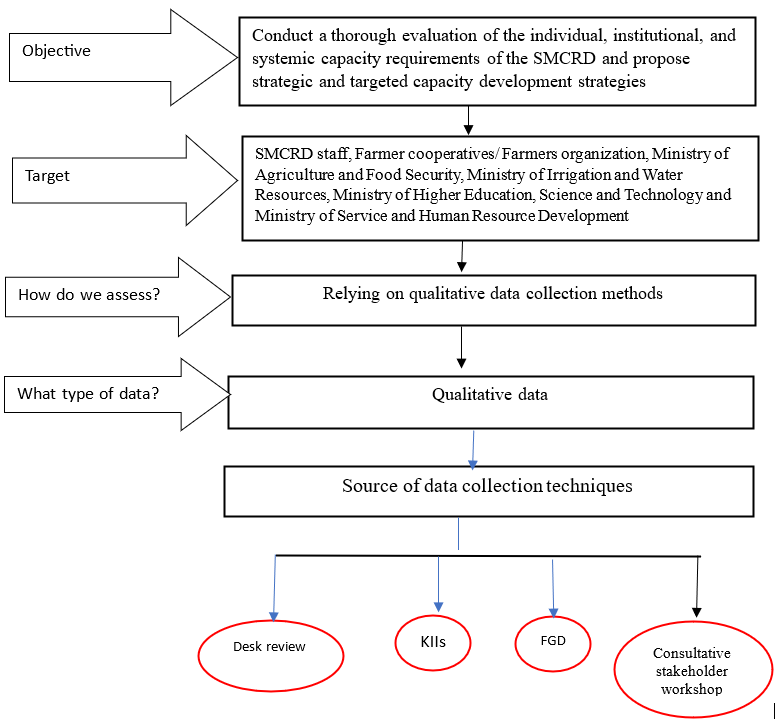 Objective
Conduct a thorough evaluation of the individual, institutional, and
systemic capacity requirements of the SMCRD and propose
strategic and targeted capacity development strategies
Target
SMCRD staff, Farmer cooperatives/ Farmers organization, Ministry of
Agriculture and Food Security, Ministry of Irrigation and Water
Resources, Ministry of Higher Education, Science and Technology and
Ministry of Service and Human Resource Development
How do we assess?
Relying on qualitative data collection methods
What type of data?
Qualitative data
Source of data collection techniques
Desk review
KIIs
FGD
Consultative
stakeholder
workshop